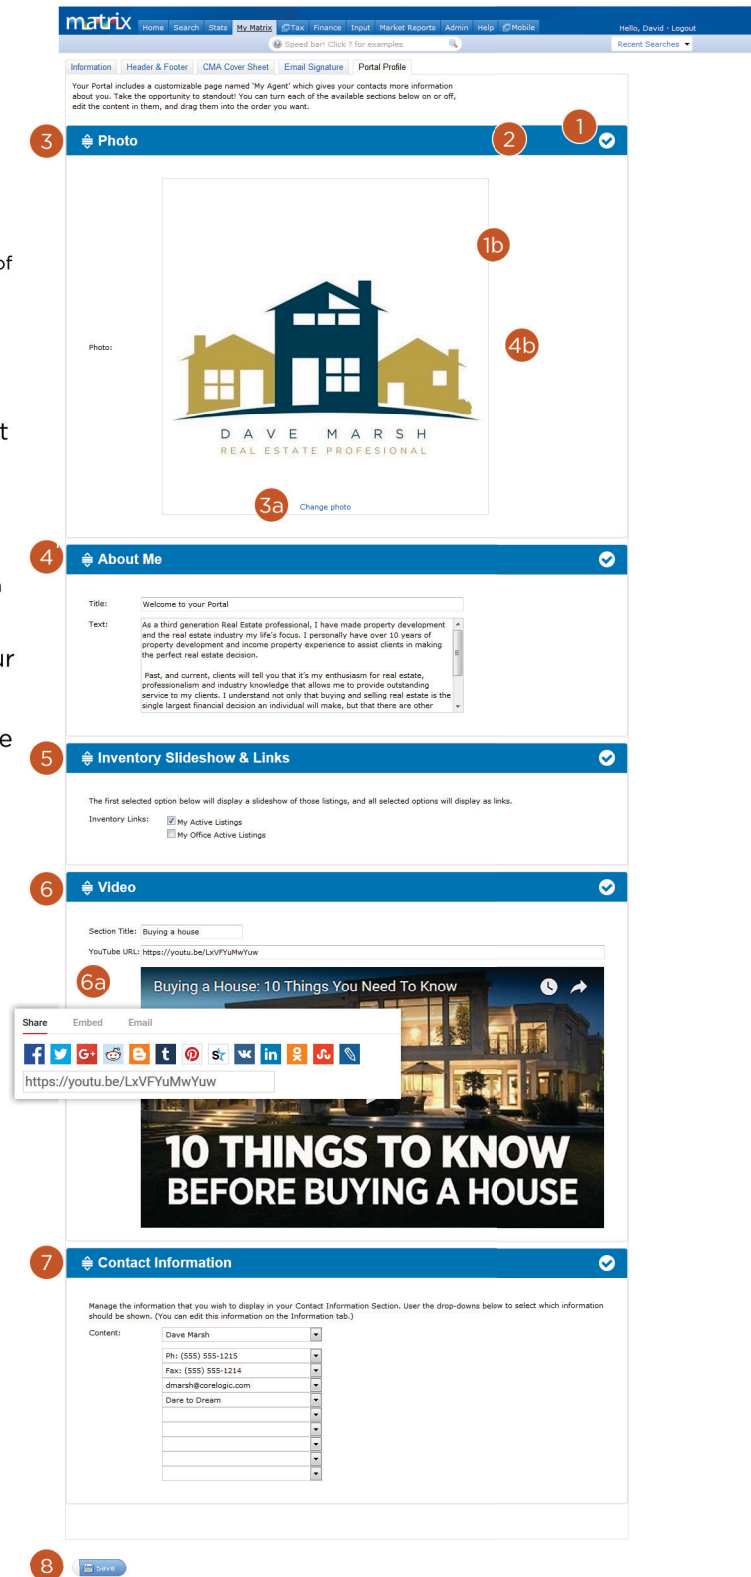 matrix Home Search Stats My Matrix Tax Finance Input Market Reports Admin Help Mobile Hello, David · Logout
Speed bar! Click ? for examples Recent Searches
Information Header & Footer CMA Cover Sheet Email Signature Portal Profile
Your Portal includes a customizable page named 'My Agent' which gives your contacts more information
about you. Take the opportunity to standout! You can turn each of the available sections below on or off,
edit the content in them, and drag them into the order you want.
3 Photo 2 1
1b
of
Photo: 4b
t
DAVE MARSH
REAL ESTATE PROFESIONAL
3a Change photo
4 About Me
Title: Welcome to your Portal
Text: As a third generation Real Estate professional, I have made property development
and the real estate industry my life's focus. I personally have over 10 years of
property development and income property experience to assist clients in making
the perfect real estate decision.
ur
Past, and current, clients will tell you that it's my enthusiasm for real estate,
professionalism and industry knowledge that allows me to provide outstanding
service to my clients. I understand not only that buying and selling real estate is the
single largest financial decision an individual will make, but that there are other
e
5 Inventory Slideshow & Links
The first selected option below will display a slideshow of those listings, and all selected options will display as links.
Inventory Links: My Active Listings
My Office Active Listings
6 Video
Section Title: Buying a house
YouTube URL: https://youtu.be/LxVFYuMwYuw
6a Buying a House: 10 Things You Need To Know
Share Embed Email
https://youtu.be/LxVFYuMwYuw
10 THINGS TO KNOW
BEFORE BUYING A HOUSE
7 Contact Information
Manage the information that you wish to display in your Contact Information Section. User the drop-downs below to select which information
should be shown. (You can edit this information on the Information tab.)
Content: Dave Marsh
Ph: (555) 555-1215
Fax: (555) 555-1214
dmarsh@corelogic.com
Dare to Dream
8 Save